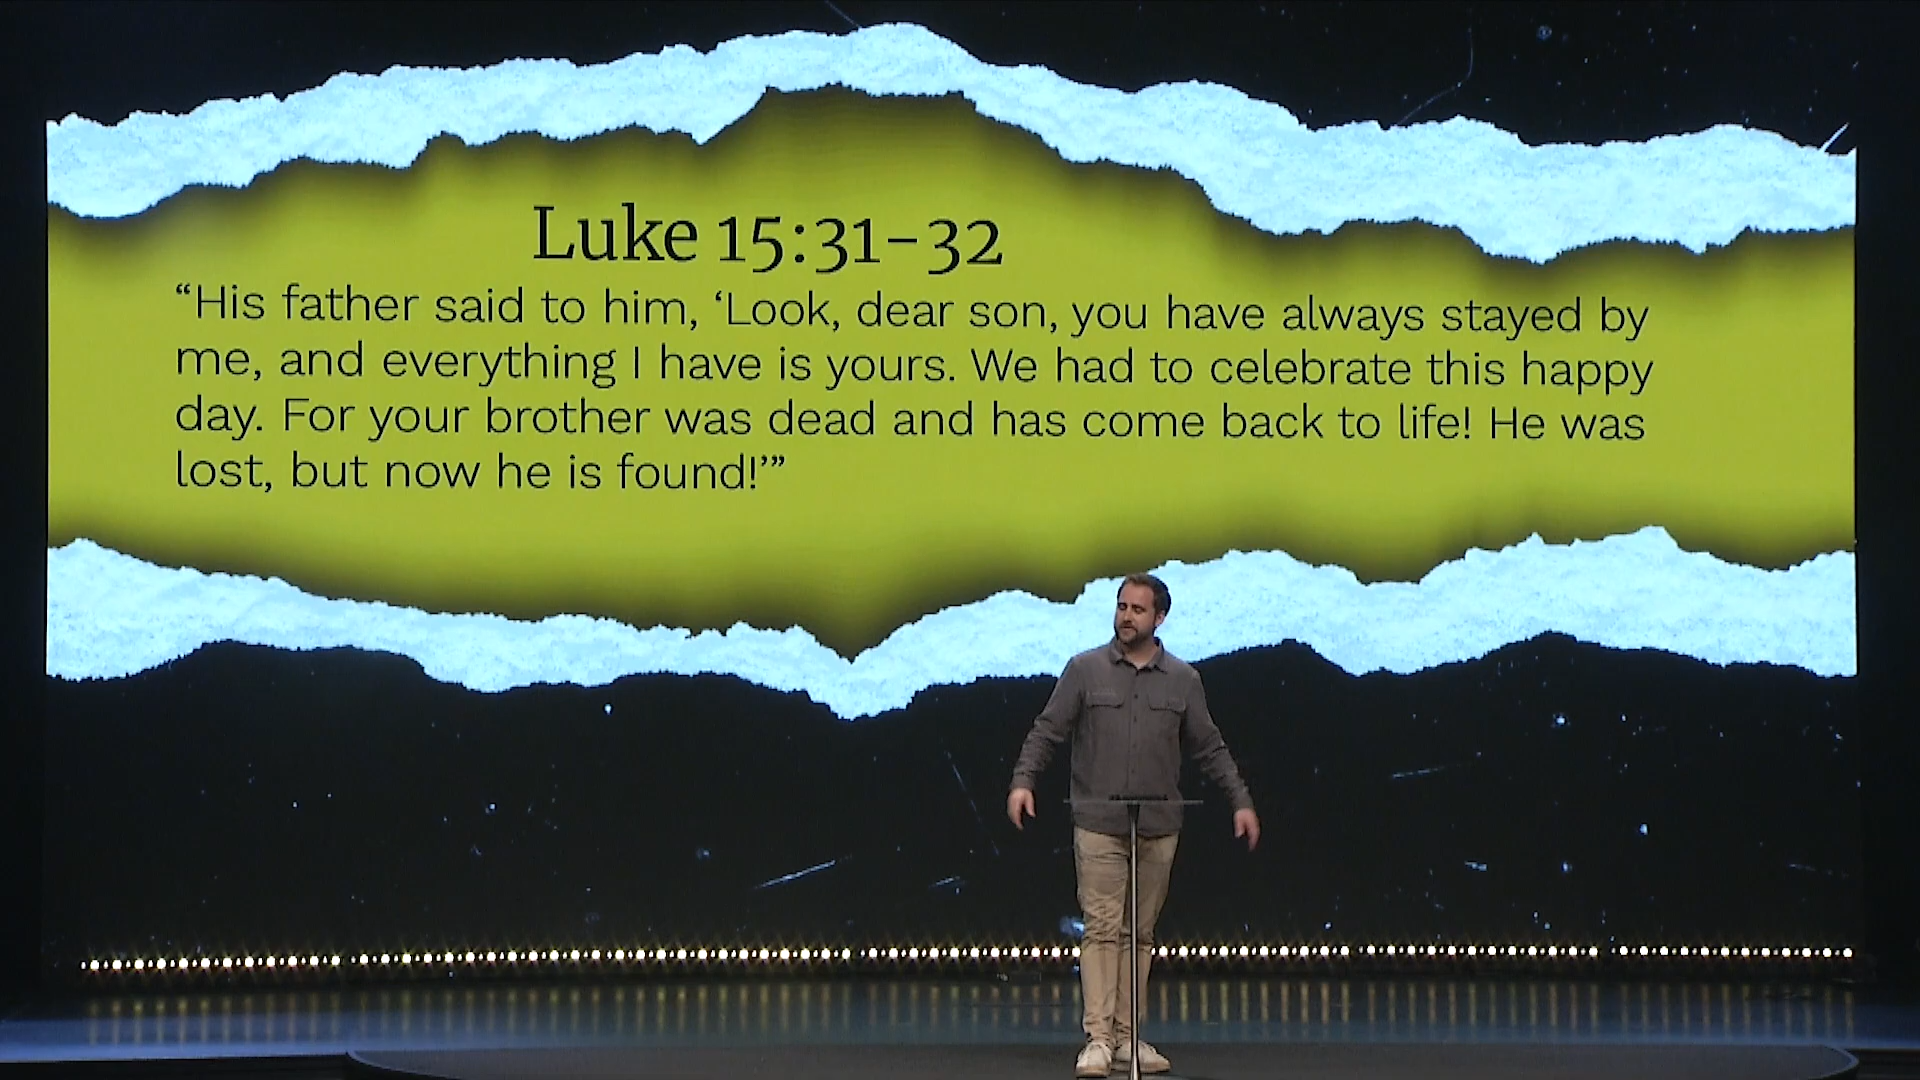 Luke 15:31–32
“His father said to him, ‘Look, dear son, you have always stayed by
me, and everything I have is yours. We had to celebrate this happy
day. For your brother was dead and has come back to life! He was
lost, but now he is found!’”